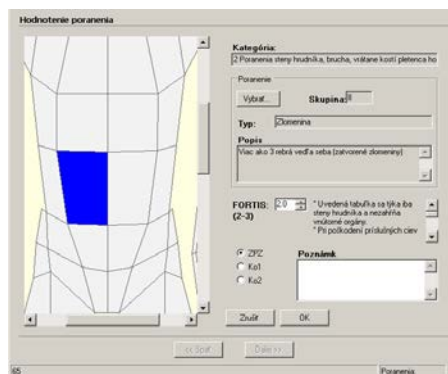 Hodnotenie poranenia
Kategória:
2 Poranenia steny hrudníka, brucha, vrátane kostí pletenca ho
Poranenie
Vybrať...
Skupina: II
Typ: Zlomenina
Popis
Viac ako 3 rebrá vedľa seba (zatvorené zlomeniny)
FORTIS: 2.0
(2-3)
* Uvedená tabuľka sa týka iba
steny hrudníka a nezahŕňa
vnútorné orgány.
* Pri poškodení príslušných ciev
ZPZ
Ko1
Ko2
Poznámk
Zrušiť
OK
<< Späť
Ďalej >>
65
Poranenia: